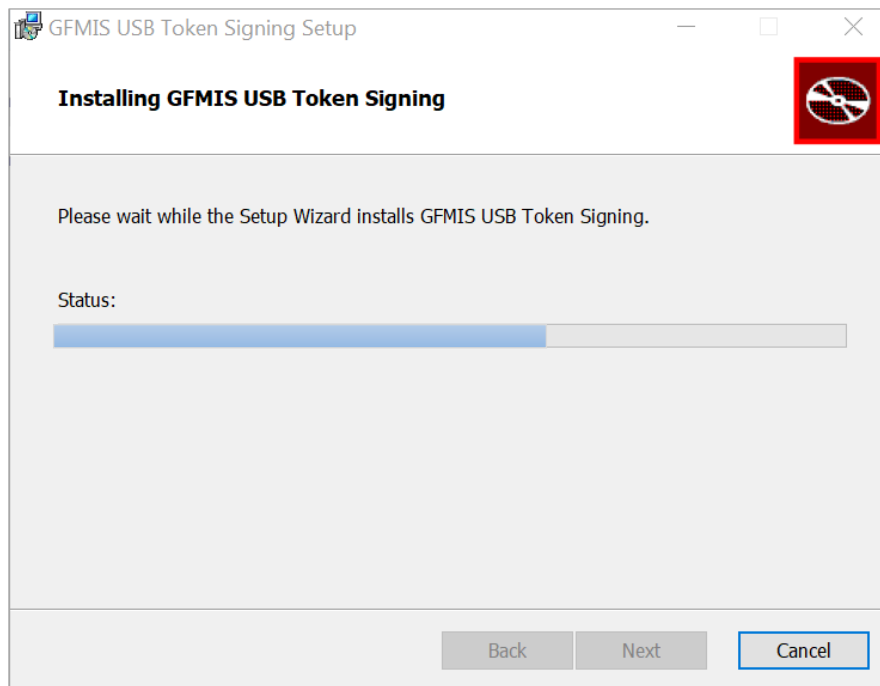 GFMIS USB Token Signing Setup
Installing GFMIS USB Token Signing
Please wait while the Setup Wizard installs GFMIS USB Token Signing.
Status:
Back Next Cancel